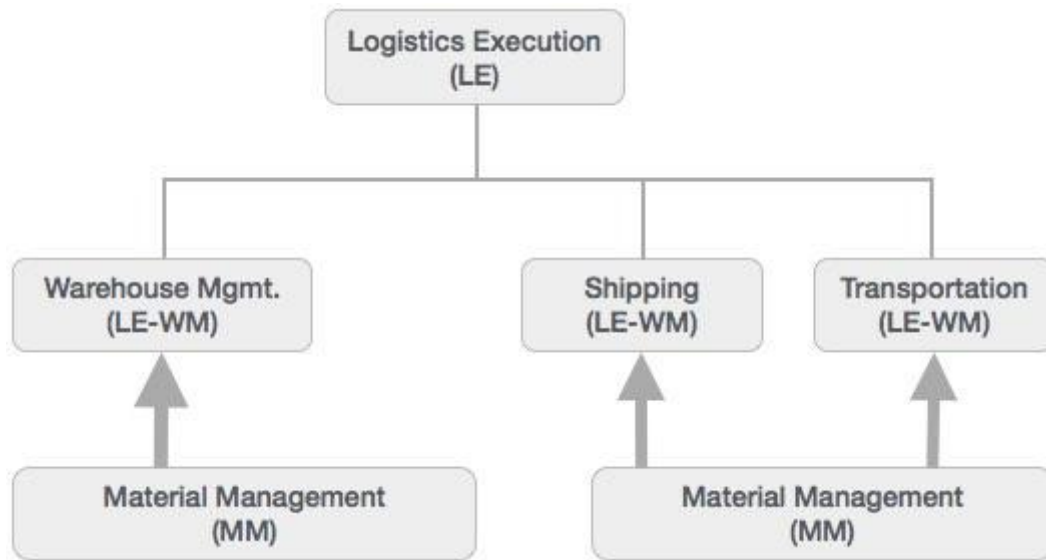 Logistics Execution
(LE)
Warehouse Mgmt.
(LE-WM)
Shipping
(LE-WM)
Transportation
(LE-WM)
Material Management
(MM)
Material Management
(MM)